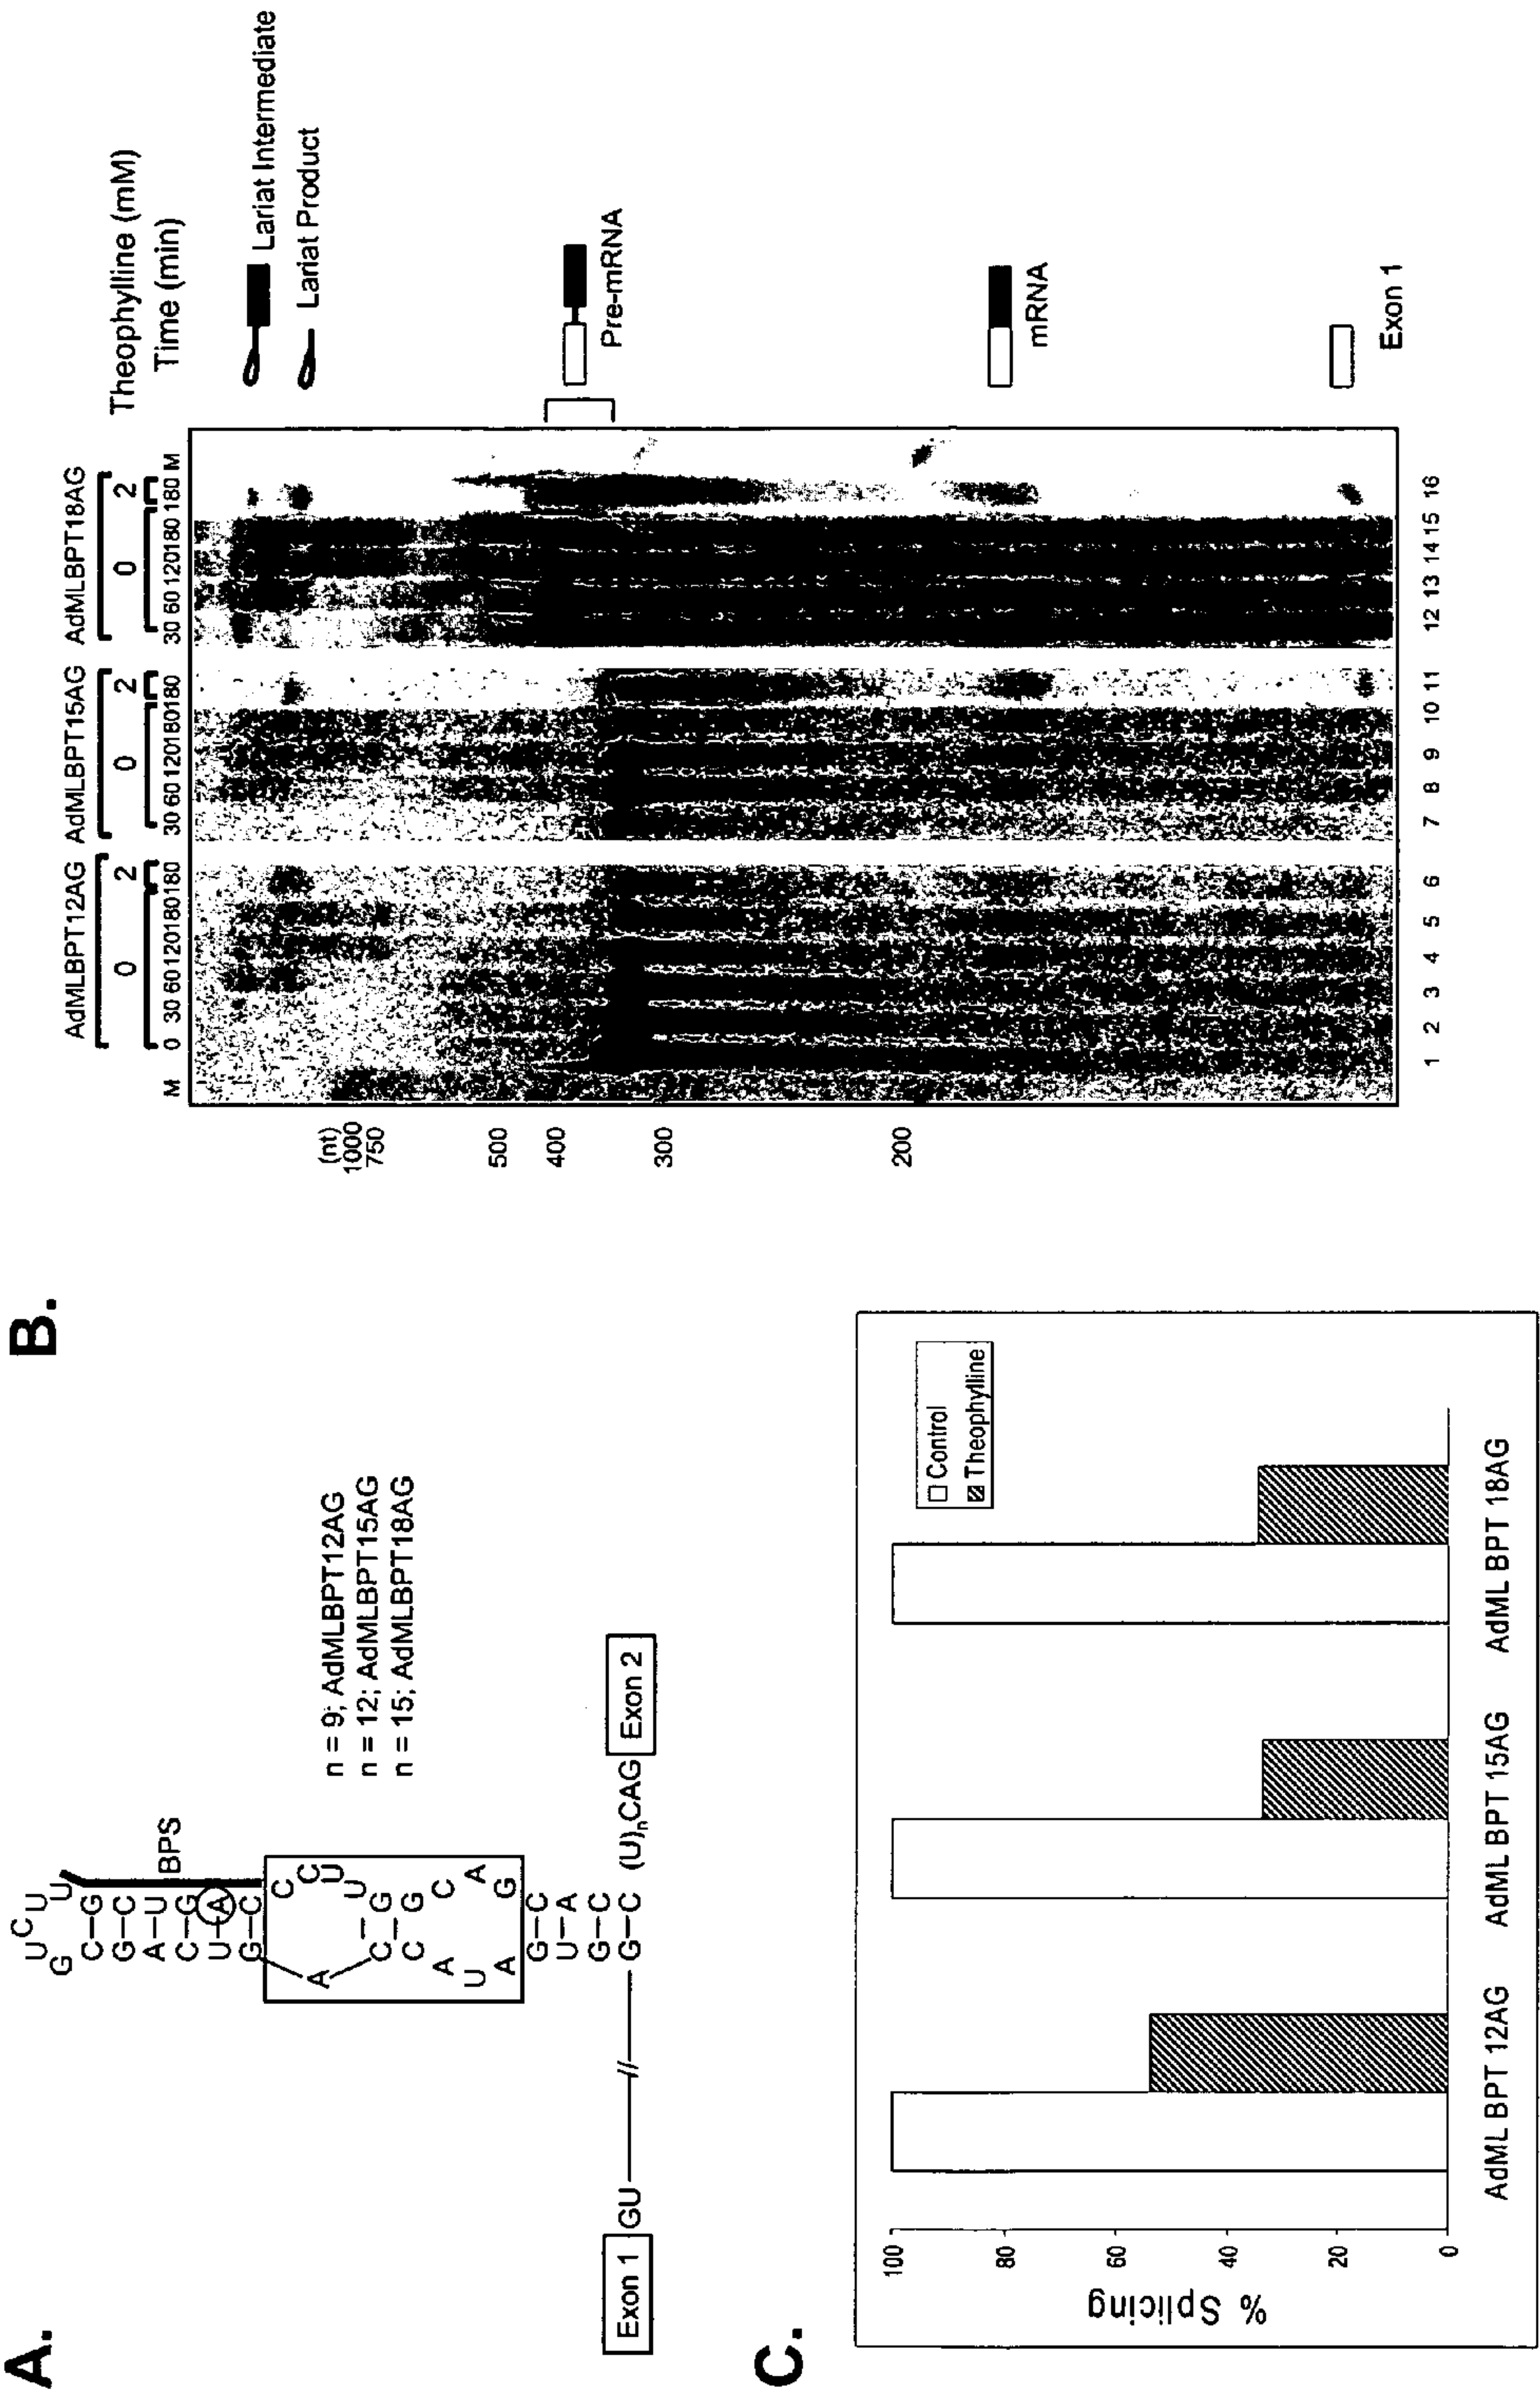 A.
U C U
G U
C–G
G–C
A–U
C–G
U–A
G–C
BPS
A C C U U
C–G
C G
A C
U A
A G
G–C
U–A
G–C
G–C
Exon 1 GU // (U)nCAG Exon 2
n = 9; AdMLBPT12AG
n = 12; AdMLBPT15AG
n = 15; AdMLBPT18AG
B.
AdMLBPT12AG AdMLBPT15AG AdMLBPT18AG
0 2 0 2 0 2 Theophylline (mM)
M 0 30 60 120 180 180 30 60 120 180 180 30 60 120 180 180 M Time (min)
(nt)
1000
750
500
400
300
200
Lariat Intermediate
Lariat Product
Pre-mRNA
mRNA
Exon 1
1 2 3 4 5 6 7 8 9 10 11 12 13 14 15 16
C.
% Splicing
100
80
60
40
20
0
Control
Theophylline
AdML BPT 12AG AdML BPT 15AG AdML BPT 18AG